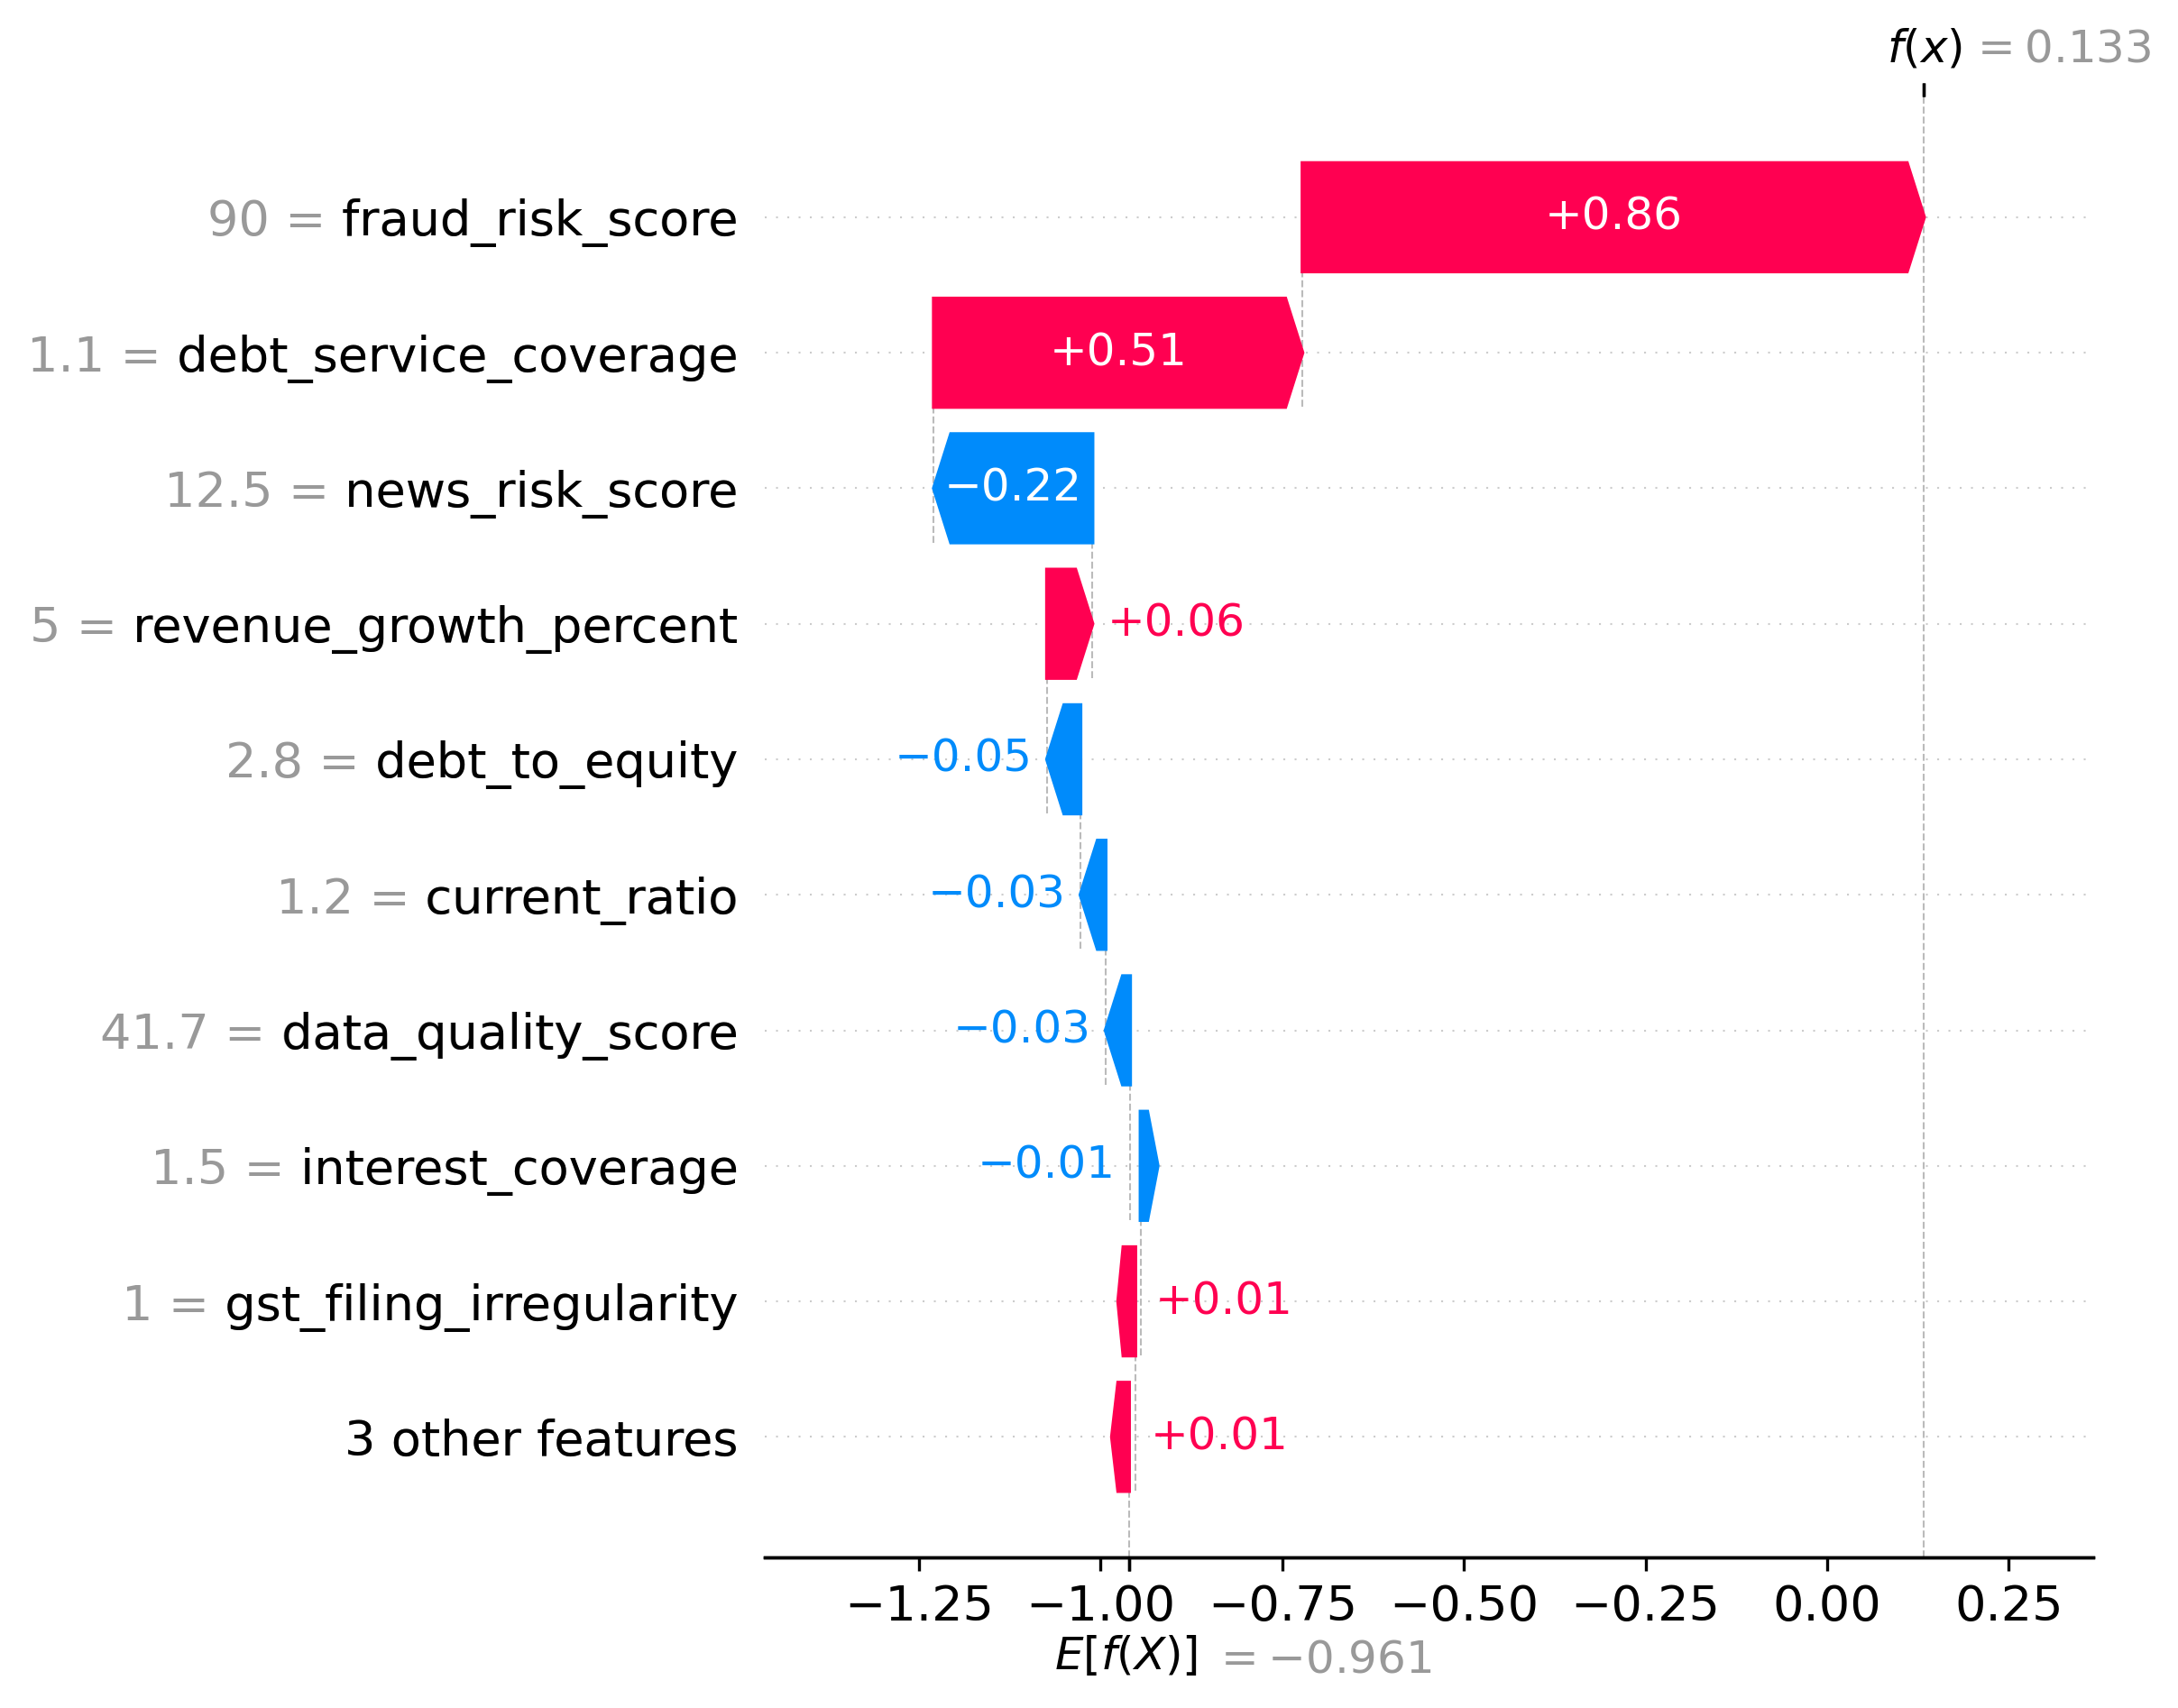 f(x) = 0.133
90 = fraud_risk_score +0.86
1.1 = debt_service_coverage +0.51
12.5 = news_risk_score −0.22
5 = revenue_growth_percent +0.06
2.8 = debt_to_equity −0.05
1.2 = current_ratio −0.03
41.7 = data_quality_score −0.03
1.5 = interest_coverage −0.01
1 = gst_filing_irregularity +0.01
3 other features +0.01
−1.25 −1.00 −0.75 −0.50 −0.25 0.00 0.25
E[f(X)] = −0.961